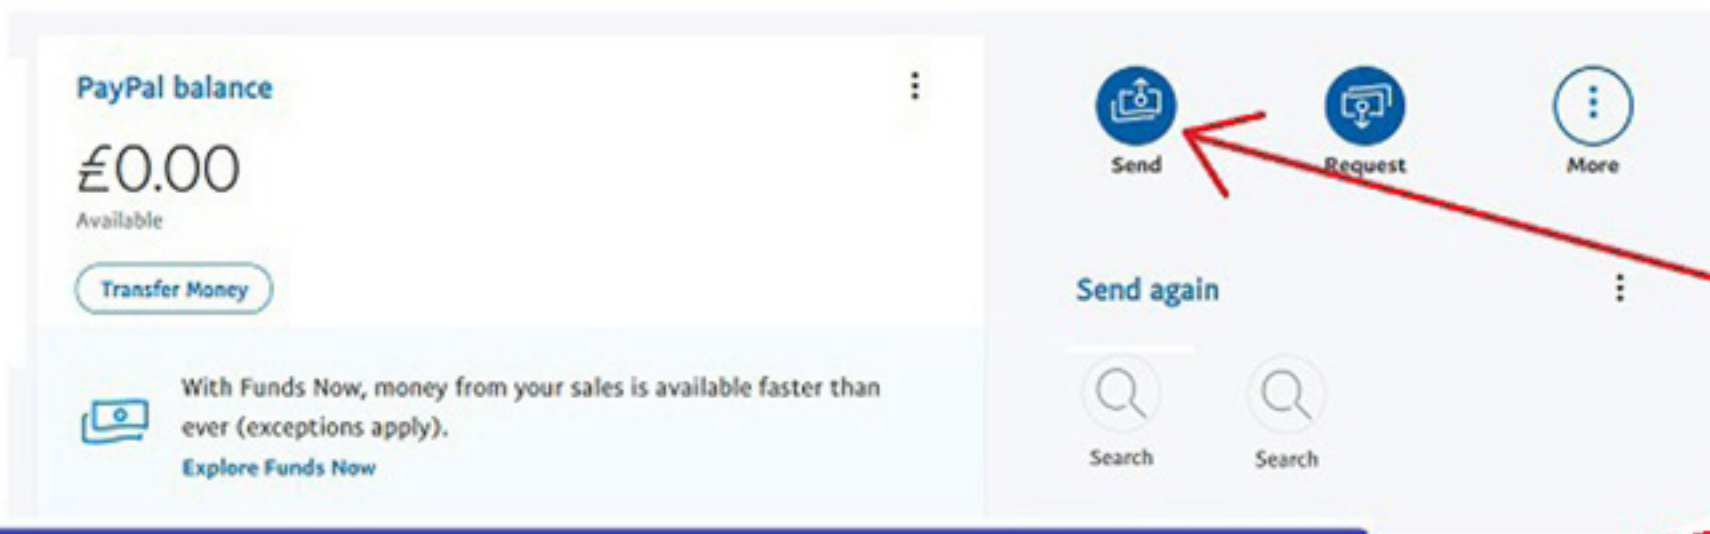 PayPal balance
£0.00
Available
Transfer Money
With Funds Now, money from your sales is available faster than
ever (exceptions apply).
Explore Funds Now
Send
Request
More
Send again
Search
Search